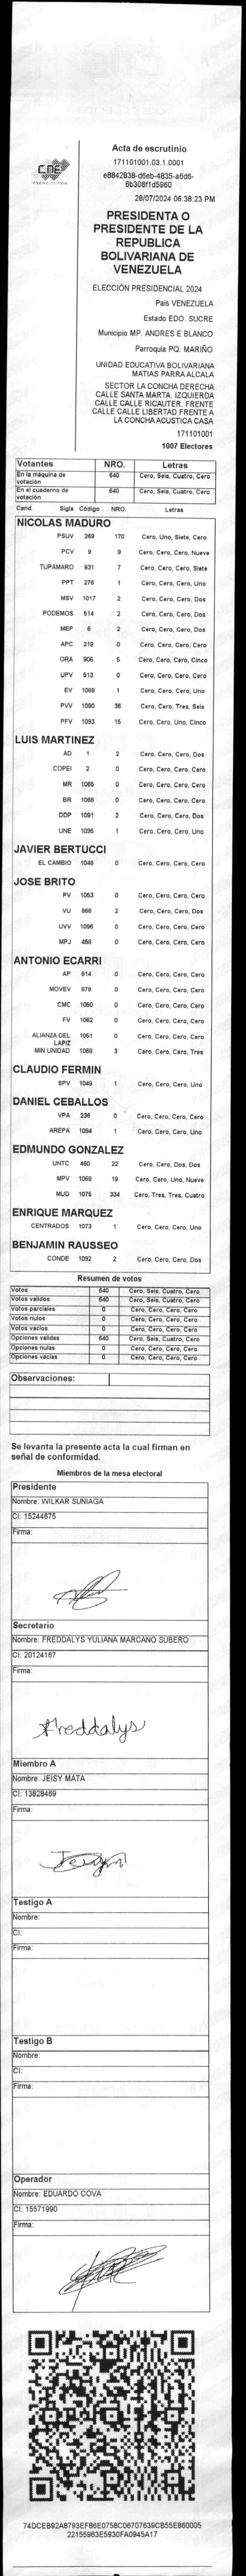 CNE
Acta de escrutinio
171101001.03.1.0001
e8842838-d6eb-4835-a6d6-
6b306f1d5960
28/07/2024 06:36:23 PM
PRESIDENTA O
PRESIDENTE DE LA
REPUBLICA
BOLIVARIANA DE
VENEZUELA
ELECCIÓN PRESIDENCIAL 2024
Pais VENEZUELA
Estado EDO. SUCRE
Municipio MP. ANDRES E BLANCO
Parroquia PQ. MARIÑO
UNIDAD EDUCATIVA BOLIVARIANA
MATIAS PARRA ALCALA
SECTOR LA CONCHA DERECHA
CALLE SANTA MARTA. IZQUIERDA
CALLE CALLE RICAUTER. FRENTE
CALLE CALLE LIBERTAD FRENTE A
LA CONCHA ACUSTICA CASA
171101001
1007 Electores
Votantes NRO. Letras
En la máquina de votación 640 Cero, Seis, Cuatro, Cero
En el cuaderno de votación 640 Cero, Seis, Cuatro, Cero
Cand. Sigla Código NRO. Letras
NICOLAS MADURO
PSUV 269 170 Cero, Uno, Siete, Cero
PCV 9 9 Cero, Cero, Cero, Nueve
TUPAMARO 931 7 Cero, Cero, Cero, Siete
PPT 276 1 Cero, Cero, Cero, Uno
MSV 1017 2 Cero, Cero, Cero, Dos
PODEMOS 514 2 Cero, Cero, Cero, Dos
MEP 6 2 Cero, Cero, Cero, Dos
APC 219 0 Cero, Cero, Cero, Cero
ORA 906 5 Cero, Cero, Cero, Cinco
UPV 513 0 Cero, Cero, Cero, Cero
EV 1089 1 Cero, Cero, Cero, Uno
PVV 1090 36 Cero, Cero, Tres, Seis
PFV 1093 15 Cero, Cero, Uno, Cinco
LUIS MARTINEZ
AD 1 2 Cero, Cero, Cero, Dos
COPEI 2 0 Cero, Cero, Cero, Cero
MR 1065 0 Cero, Cero, Cero, Cero
BR 1066 0 Cero, Cero, Cero, Cero
DDP 1091 2 Cero, Cero, Cero, Dos
UNE 1095 1 Cero, Cero, Cero, Uno
JAVIER BERTUCCI
EL CAMBIO 1048 0 Cero, Cero, Cero, Cero
JOSE BRITO
PV 1053 0 Cero, Cero, Cero, Cero
VU 868 2 Cero, Cero, Cero, Dos
UVV 1096 0 Cero, Cero, Cero, Cero
MPJ 458 0 Cero, Cero, Cero, Cero
ANTONIO ECARRI
AP 814 0 Cero, Cero, Cero, Cero
MOVEV 878 0 Cero, Cero, Cero, Cero
CMC 1050 0 Cero, Cero, Cero, Cero
FV 1062 0 Cero, Cero, Cero, Cero
ALIANZA DEL LAPIZ 1051 0 Cero, Cero, Cero, Cero
MIN UNIDAD 1058 3 Cero, Cero, Cero, Tres
CLAUDIO FERMIN
SPV 1049 1 Cero, Cero, Cero, Uno
DANIEL CEBALLOS
VPA 236 0 Cero, Cero, Cero, Cero
AREPA 1094 1 Cero, Cero, Cero, Uno
EDMUNDO GONZALEZ
UNTC 460 22 Cero, Cero, Dos, Dos
MPV 1069 19 Cero, Cero, Uno, Nueve
MUD 1075 334 Cero, Tres, Tres, Cuatro
ENRIQUE MARQUEZ
CENTRADOS 1073 1 Cero, Cero, Cero, Uno
BENJAMIN RAUSSEO
CONDE 1092 2 Cero, Cero, Cero, Dos
Resumen de votos
Votos 640 Cero, Seis, Cuatro, Cero
Votos validos 640 Cero, Seis, Cuatro, Cero
Votos parciales 0 Cero, Cero, Cero, Cero
Votos nulos 0 Cero, Cero, Cero, Cero
Votos vacios 0 Cero, Cero, Cero, Cero
Opciones validas 640 Cero, Seis, Cuatro, Cero
Opciones nulas 0 Cero, Cero, Cero, Cero
Opciones vacias 0 Cero, Cero, Cero, Cero
Observaciones:
Se levanta la presente acta la cual firman en
señal de conformidad.
Miembros de la mesa electoral
Presidente
Nombre: WILKAR SUNIAGA
CI: 15244675
Firma:
Secretario
Nombre: FREDDALYS YULIANA MARCANO SUBERO
CI: 20124167
Firma:
Freddalys
Miembro A
Nombre: JEISY MATA
CI: 13828469
Firma:
Testigo A
Nombre:
CI:
Firma:
Testigo B
Nombre:
CI:
Firma:
Operador
Nombre: EDUARDO COVA
CI: 15571990
Firma:
74DCEB92A8793EF86E0758C06707639CB55E860005
22155963E5930FA0945A17